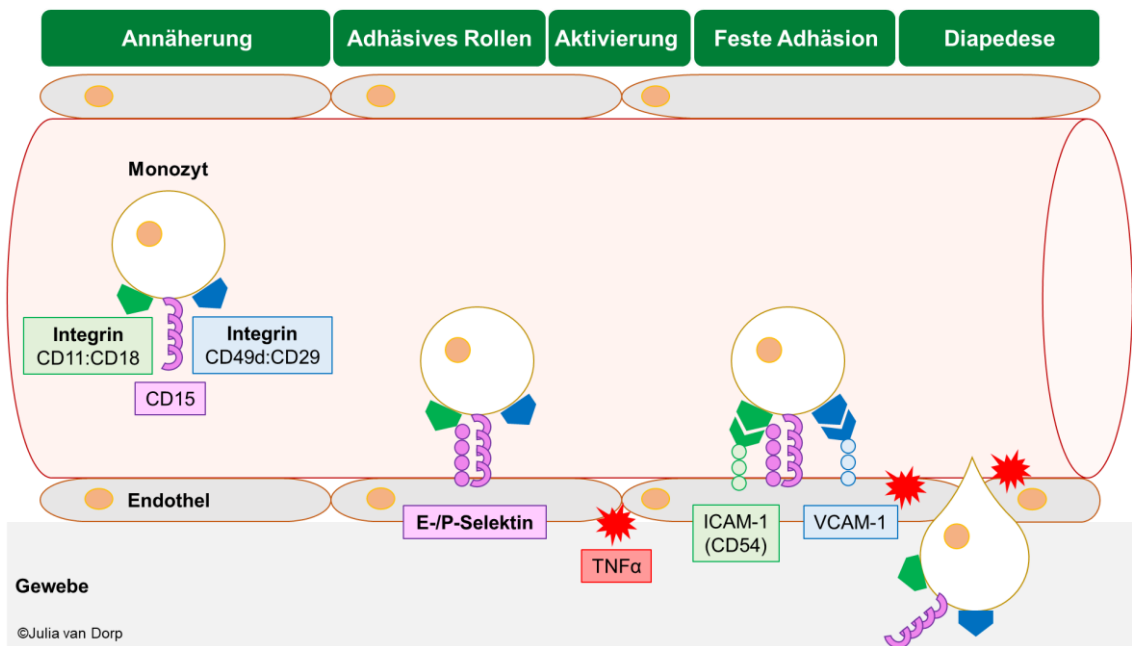 Annäherung
Adhäsives Rollen
Aktivierung
Feste Adhäsion
Diapedese
Monozyt
Integrin
CD11:CD18
Integrin
CD49d:CD29
CD15
Endothel
E-/P-Selektin
TNFα
ICAM-1
(CD54)
VCAM-1
Gewebe
©Julia van Dorp